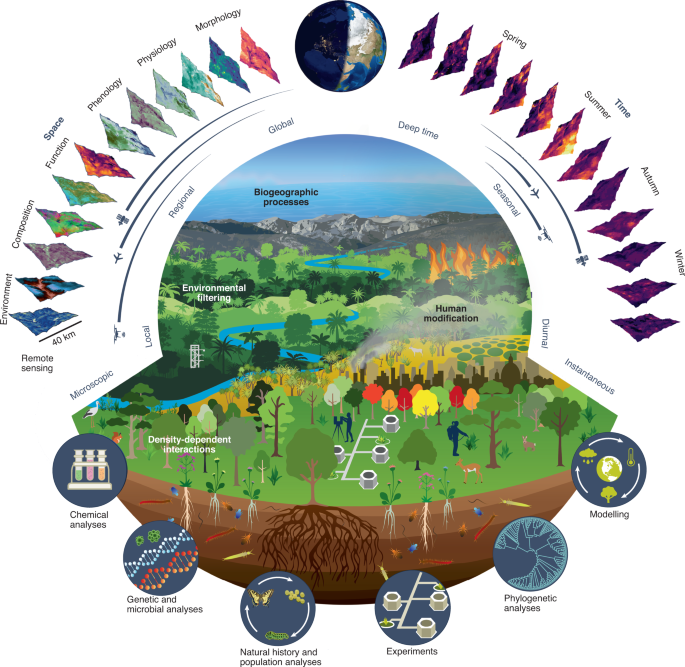 Morphology
Physiology
Phenology
Space
Function
Composition
Environment
40 km
Remote
sensing
Spring
Summer
Time
Autumn
Winter
Global
Regional
Local
Microscopic
Deep time
Seasonal
Diurnal
Instantaneous
Biogeographic
processes
Environmental
filtering
Human
modification
Density-dependent
interactions
Chemical
analyses
Genetic and
microbial analyses
Natural history and
population analyses
Experiments
Phylogenetic
analyses
Modelling